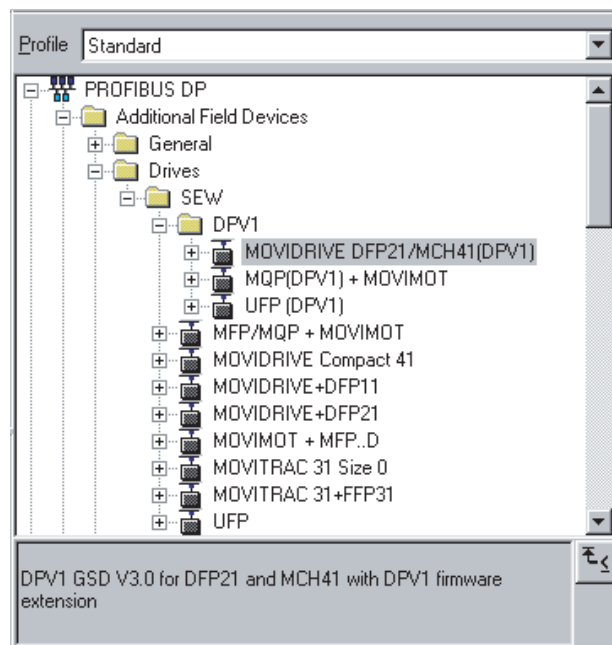 Profile Standard
PROFIBUS DP
Additional Field Devices
General
Drives
SEW
DPV1
MOVIDRIVE DFP21/MCH41(DPV1)
MQP(DPV1) + MOVIMOT
UFP (DPV1)
MFP/MQP + MOVIMOT
MOVIDRIVE Compact 41
MOVIDRIVE+DFP11
MOVIDRIVE+DFP21
MOVIMOT + MFP..D
MOVITRAC 31 Size 0
MOVITRAC 31+FFP31
UFP
DPV1 GSD V3.0 for DFP21 and MCH41 with DPV1 firmware
extension